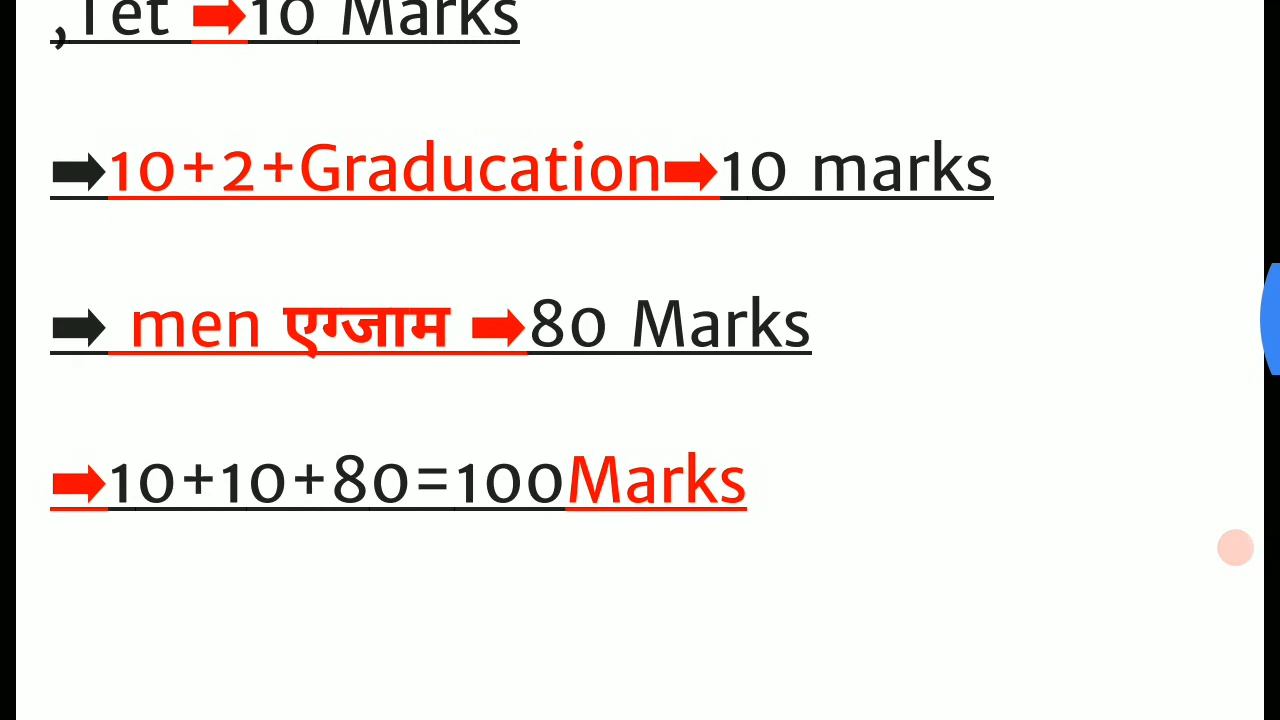 ,Tet ➡10 Marks
➡10+2+Graducation➡10 marks
➡ men एग्जाम ➡80 Marks
➡10+10+80=100Marks